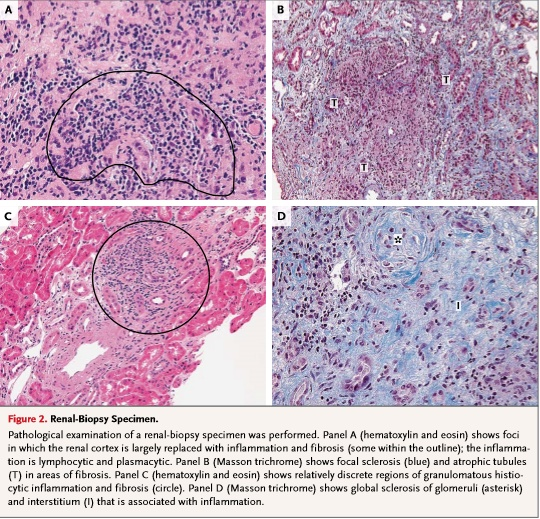 A
B
T
T
T
C
D
*
I
Figure 2. Renal-Biopsy Specimen.
Pathological examination of a renal-biopsy specimen was performed. Panel A (hematoxylin and eosin) shows foci
in which the renal cortex is largely replaced with inflammation and fibrosis (some within the outline); the inflamma-
tion is lymphocytic and plasmacytic. Panel B (Masson trichrome) shows focal sclerosis (blue) and atrophic tubules
(T) in areas of fibrosis. Panel C (hematoxylin and eosin) shows relatively discrete regions of granulomatous histio-
cytic inflammation and fibrosis (circle). Panel D (Masson trichrome) shows global sclerosis of glomeruli (asterisk)
and interstitium (I) that is associated with inflammation.